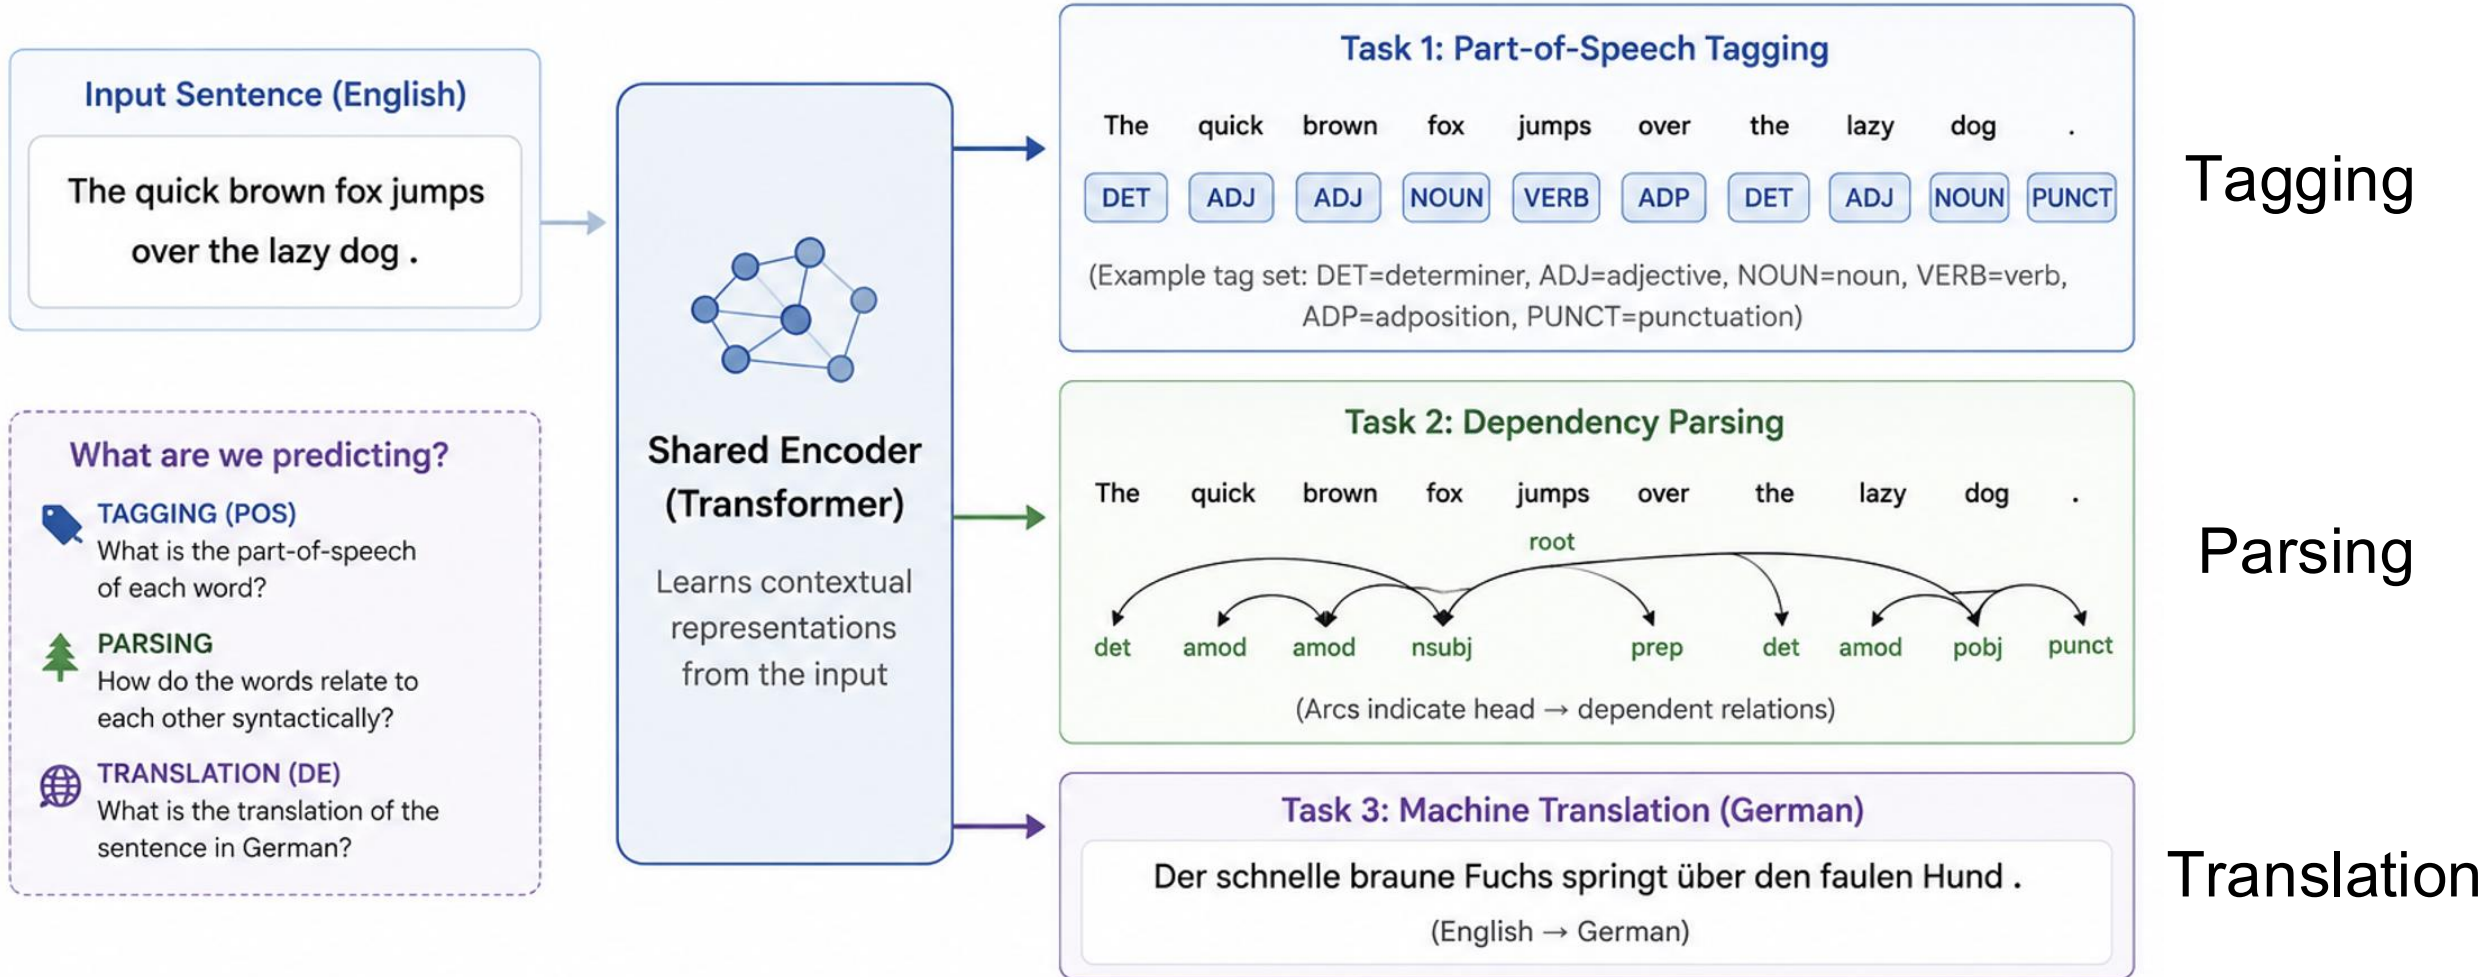 Input Sentence (English)
The quick brown fox jumps
over the lazy dog .
What are we predicting?
TAGGING (POS)
What is the part-of-speech
of each word?
PARSING
How do the words relate to
each other syntactically?
TRANSLATION (DE)
What is the translation of the
sentence in German?
Shared Encoder
(Transformer)
Learns contextual
representations
from the input
Task 1: Part-of-Speech Tagging
The quick brown fox jumps over the lazy dog .
DET ADJ ADJ NOUN VERB ADP DET ADJ NOUN PUNCT
(Example tag set: DET=determiner, ADJ=adjective, NOUN=noun, VERB=verb,
ADP=adposition, PUNCT=punctuation)
Tagging
Task 2: Dependency Parsing
The quick brown fox jumps over the lazy dog .
root
det amod amod nsubj prep det amod pobj punct
(Arcs indicate head → dependent relations)
Parsing
Task 3: Machine Translation (German)
Der schnelle braune Fuchs springt über den faulen Hund .
(English → German)
Translation